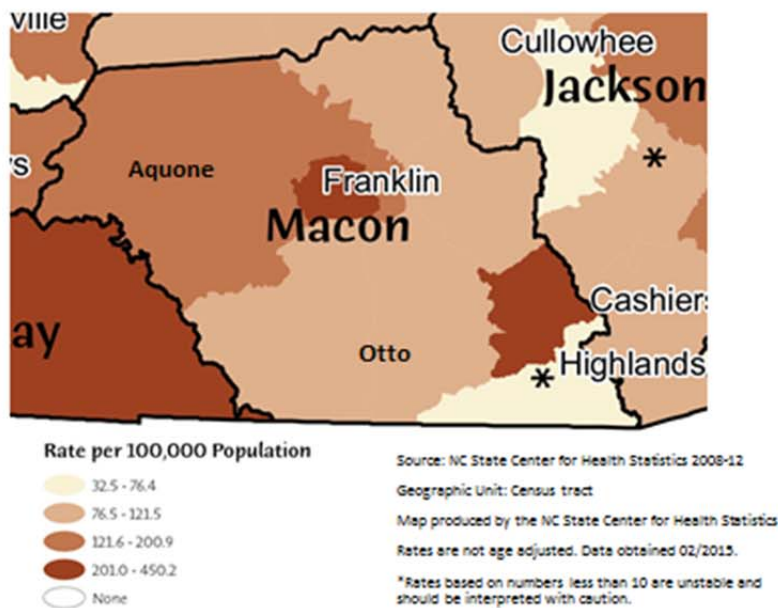 ville
Cullowhee
Jackson
*
Aquone
Franklin
Macon
Cashiers
ay
Otto
Highlands
*
Rate per 100,000 Population
32.5 - 76.4
76.5 - 121.5
121.6 - 200.9
201.0 - 450.2
None
Source: NC State Center for Health Statistics 2008-12
Geographic Unit: Census tract
Map produced by the NC State Center for Health Statistics
Rates are not age adjusted. Data obtained 02/2015.
*Rates based on numbers less than 10 are unstable and
should be interpreted with caution.